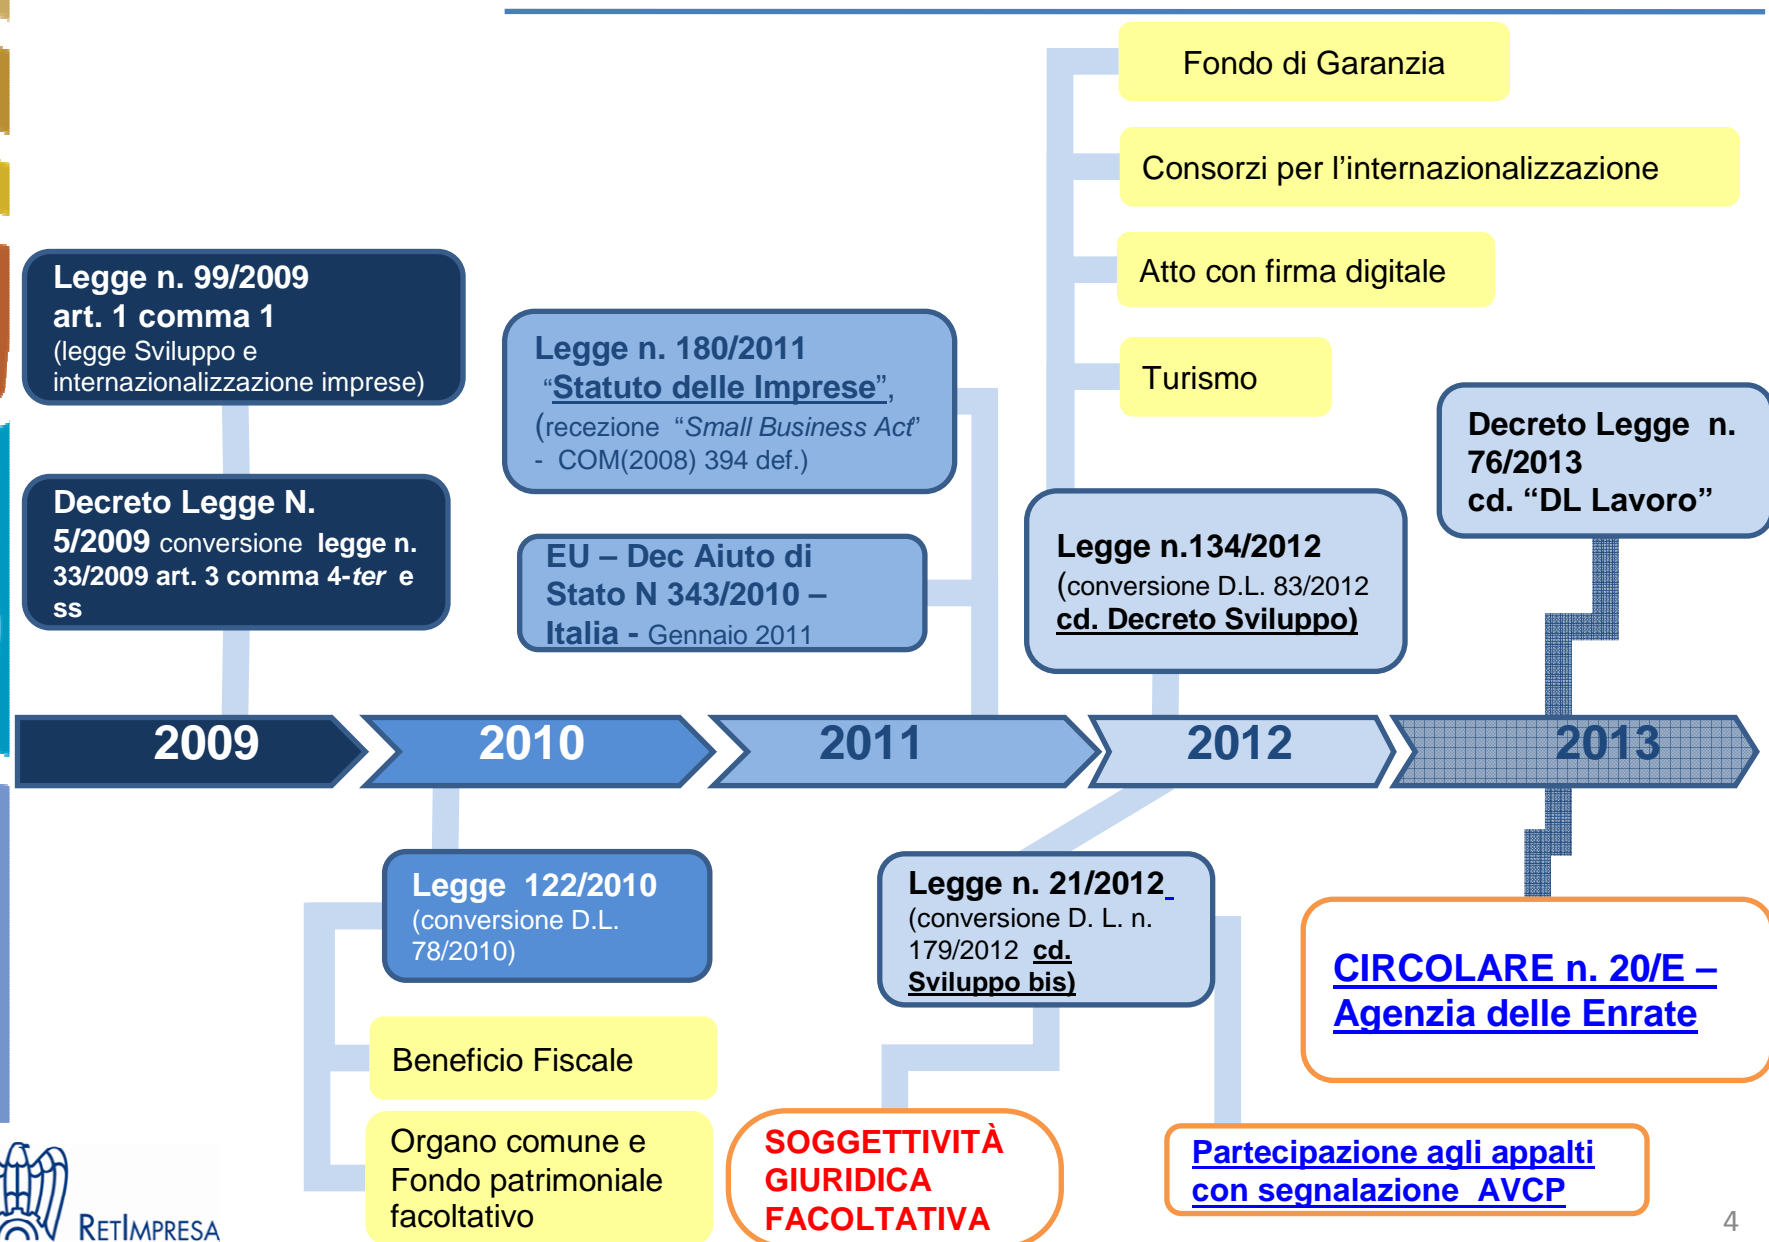 Fondo di Garanzia
Consorzi per l'internazionalizzazione
Atto con firma digitale
Turismo
Legge n. 99/2009
art. 1 comma 1
(legge Sviluppo e
internazionalizzazione imprese)
Decreto Legge N.
5/2009 conversione legge n.
33/2009 art. 3 comma 4-ter e
ss
Legge n. 180/2011
“Statuto delle Imprese”,
(recezione “Small Business Act”
- COM(2008) 394 def.)
EU – Dec Aiuto di
Stato N 343/2010 –
Italia - Gennaio 2011
Legge n.134/2012
(conversione D.L. 83/2012
cd. Decreto Sviluppo)
Decreto Legge n.
76/2013
cd. “DL Lavoro”
2009
2010
2011
2012
2013
Legge 122/2010
(conversione D.L.
78/2010)
Beneficio Fiscale
Organo comune e
Fondo patrimoniale
facoltativo
Legge n. 21/2012
(conversione D. L. n.
179/2012 cd.
Sviluppo bis)
SOGGETTIVITÀ
GIURIDICA
FACOLTATIVA
Partecipazione agli appalti
con segnalazione AVCP
CIRCOLARE n. 20/E –
Agenzia delle Enrate
RETIMPRESA
4